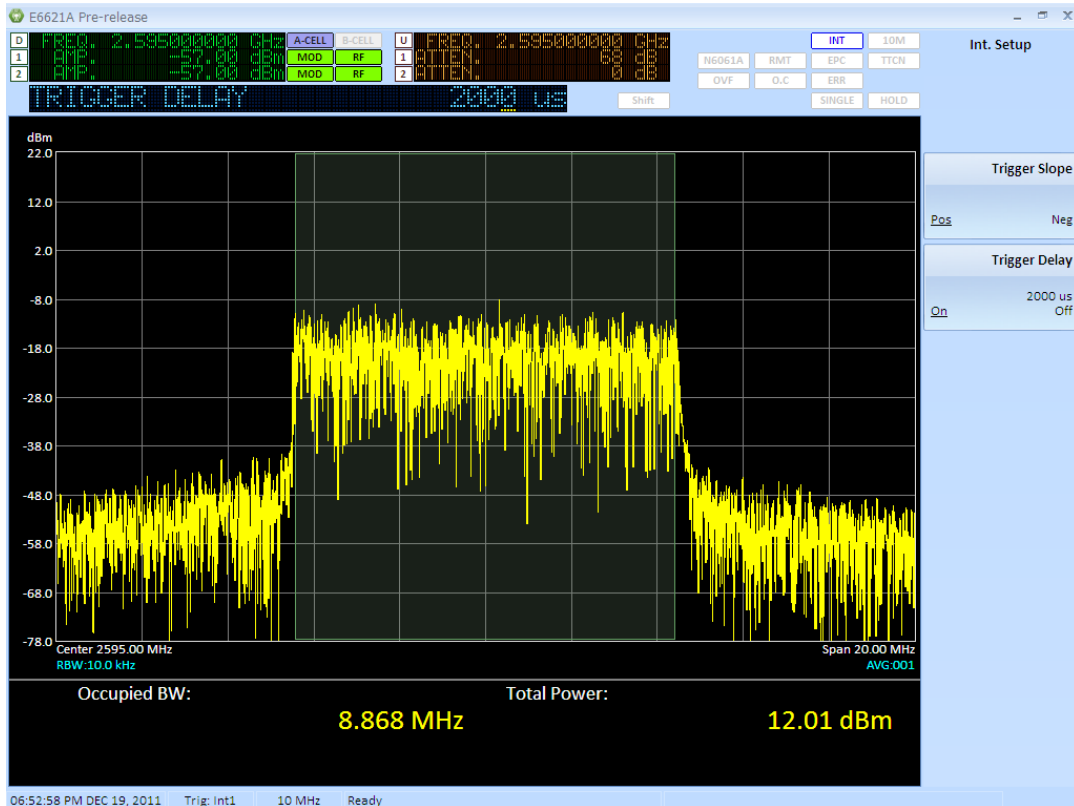 E6621A Pre-release
D FREQ. 2.595000000 GHz A-CELL B-CELL U FREQ. 2.595000000 GHz INT 10M Int. Setup
1 AMP. -57.00 dBm MOD RF 1 dB N6061A RMT EPC TTCN
2 AMP. -57.00 dBm MOD RF 2 ATTEN. 0 dB OVF O.C ERR
TRIGGER DELAY 2000 us Shift SINGLE HOLD
dBm
22.0
12.0
2.0
-8.0
-18.0
-28.0
-38.0
-48.0
-58.0
-68.0
-78.0
Trigger Slope
Pos Neg
Trigger Delay
2000 us
On Off
Center 2595.00 MHz Span 20.00 MHz
RBW:10.0 kHz AVG:001
Occupied BW: Total Power:
8.868 MHz 12.01 dBm
06:52:58 PM DEC 19, 2011 Trig: Int1 10 MHz Ready